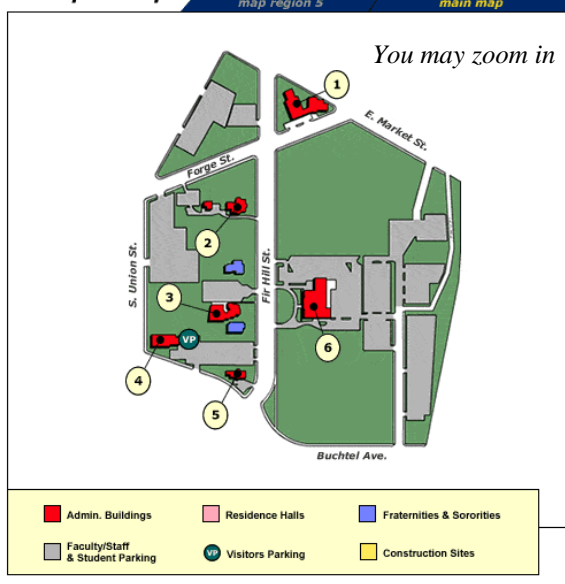 map region 5
main map
You may zoom in
1
E. Market St.
Forge St.
2
S. Union St.
Fir Hill St.
3
VP
6
4
5
Buchtel Ave.
Admin. Buildings
Residence Halls
Fraternities & Sororities
Faculty/Staff
& Student Parking
VP
Visitors Parking
Construction Sites